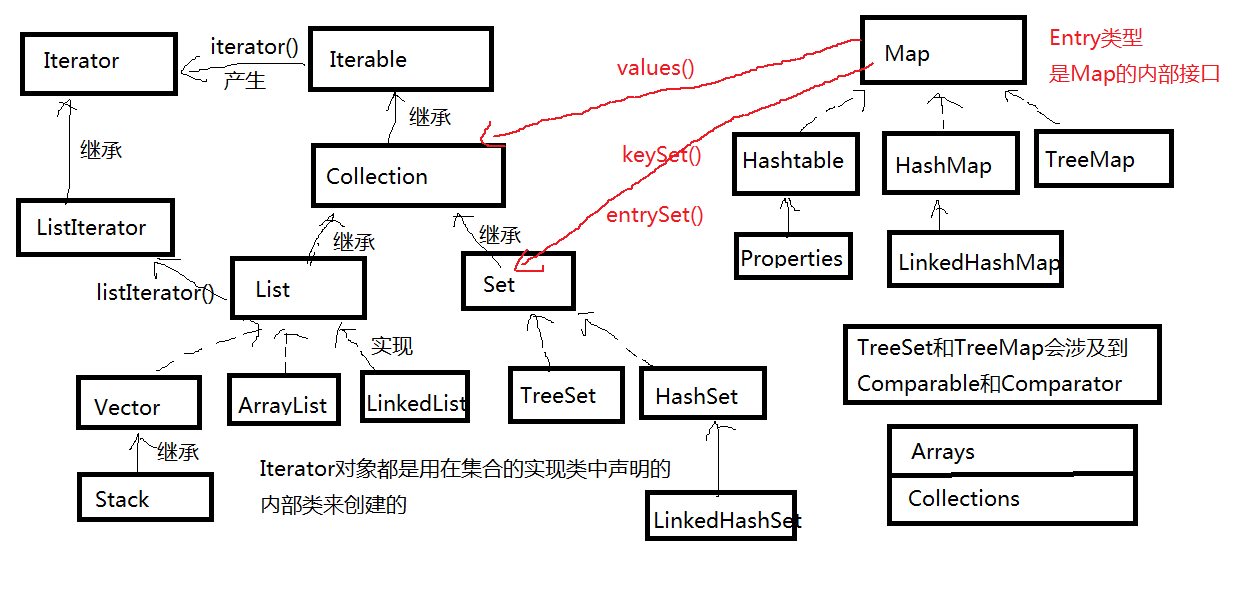 Iterator
iterator()
产生
Iterable
values()
Map
Entry类型
是Map的内部接口
继承
继承
Collection
keySet()
Hashtable
HashMap
TreeMap
ListIterator
继承
继承
entrySet()
listIterator()
List
Set
Properties
LinkedHashMap
实现
TreeSet和TreeMap会涉及到
Comparable和Comparator
Vector
ArrayList
LinkedList
TreeSet
HashSet
继承
Stack
Iterator对象都是用在集合的实现类中声明的
内部类来创建的
LinkedHashSet
Arrays
Collections